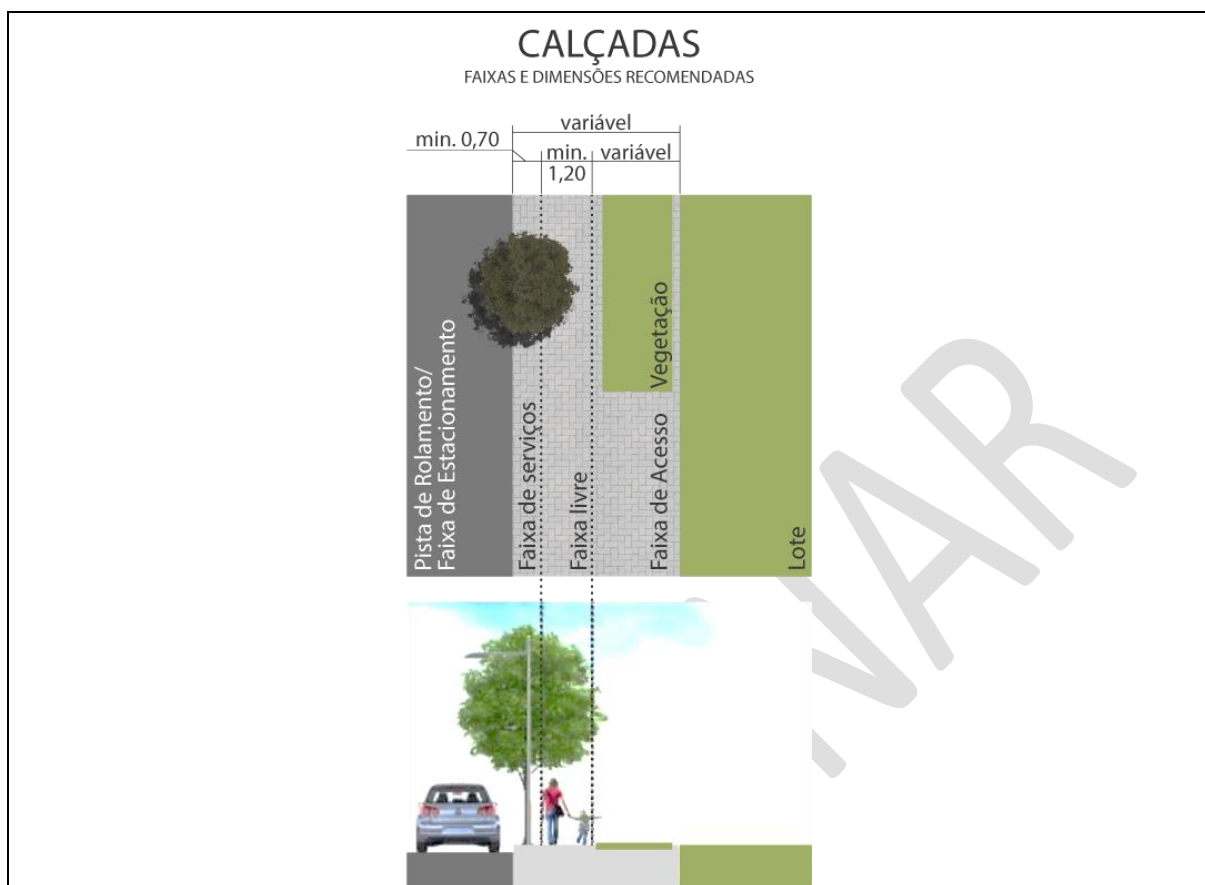 CALÇADAS
FAIXAS E DIMENSÕES RECOMENDADAS
variável
min. 0,70
min.
variável
1,20
Pista de Rolamento/
Faixa de Estacionamento
Faixa de serviços
Faixa livre
Faixa de Acesso
Vegetação
Lote
NAR